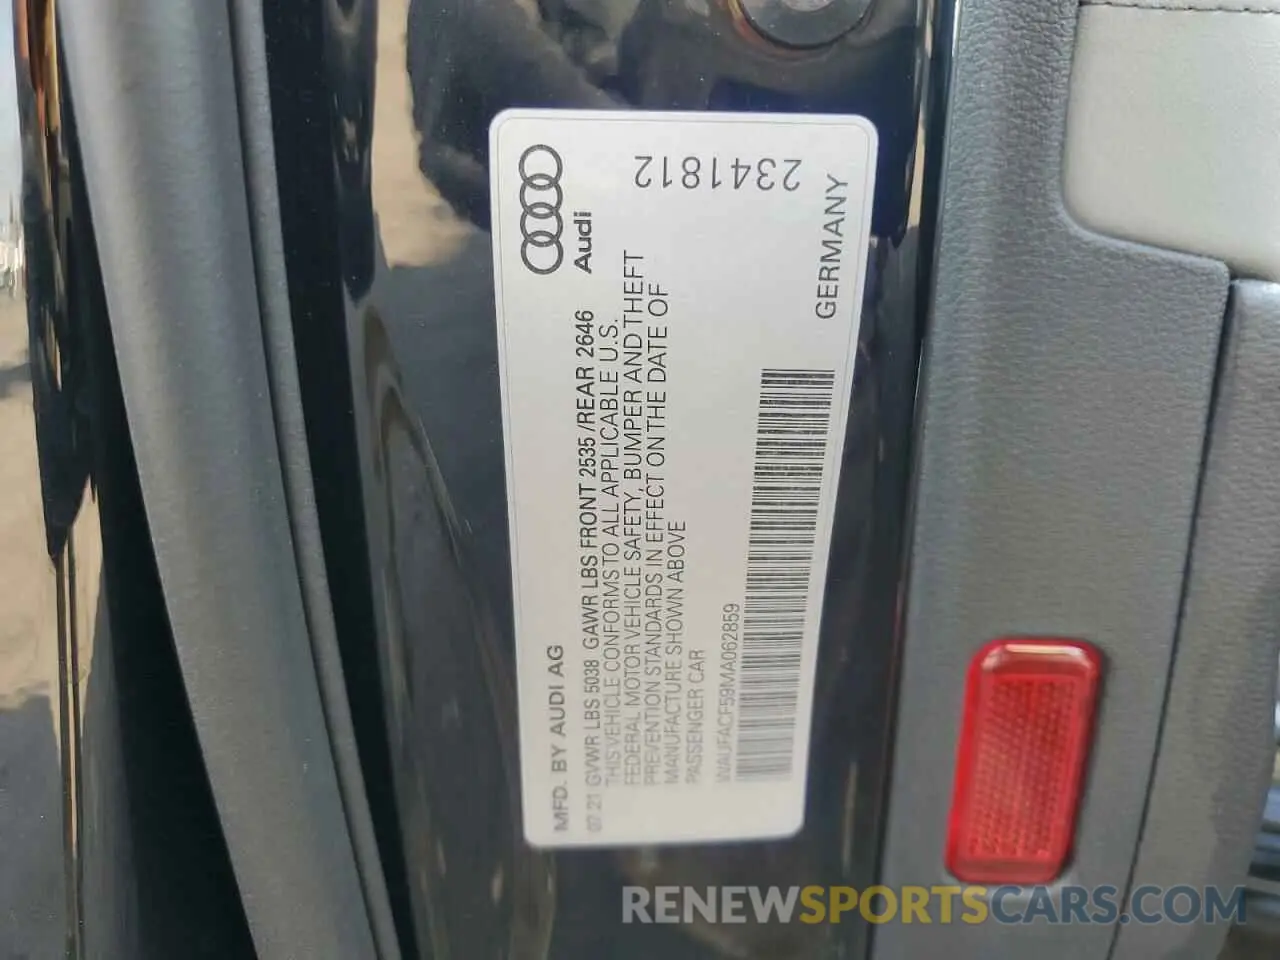 MFD. BY AUDI AG
Audi
07.21 GVWR LBS 5038 GAWR LBS FRONT 2535/REAR 2646
THIS VEHICLE CONFORMS TO ALL APPLICABLE U.S.
FEDERAL MOTOR VEHICLE SAFETY, BUMPER AND THEFT
PREVENTION STANDARDS IN EFFECT ON THE DATE OF
MANUFACTURE SHOWN ABOVE
PASSENGER CAR
WAUFACF59MA062859
GERMANY
2341812
RENEWSPORTSCARS.COM